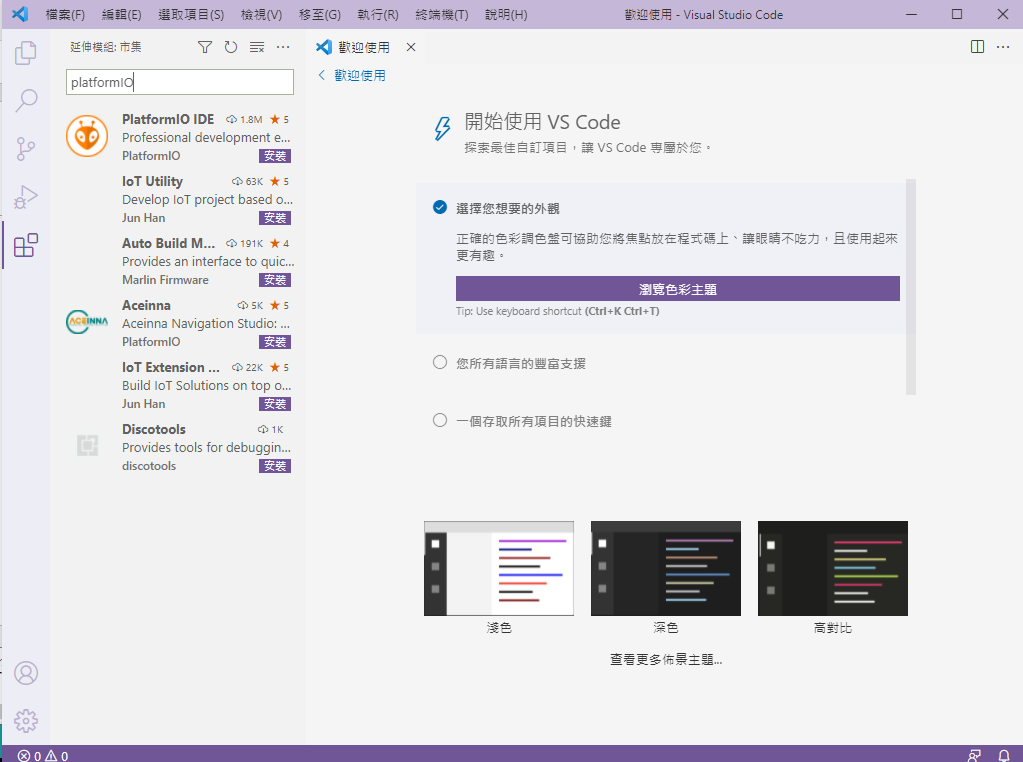 檔案(F) 編輯(E) 選取項目(S) 檢視(V) 移至(G) 執行(R) 終端機(T) 說明(H) 歡迎使用 - Visual Studio Code
延伸模組: 市集
platformIO
PlatformIO IDE 1.8M 5
Professional development e...
PlatformIO 安裝
IoT Utility 63K 5
Develop IoT project based o...
Jun Han 安裝
Auto Build M... 191K 4
Provides an interface to quic...
Marlin Firmware 安裝
ACEINNA
Aceinna 5K 5
Aceinna Navigation Studio: ...
PlatformIO 安裝
IoT Extension ... 22K 5
Build IoT Solutions on top o...
Jun Han 安裝
Discotools 1K
Provides tools for debuggin...
discotools 安裝
歡迎使用
歡迎使用
開始使用 VS Code
探索最佳自訂項目，讓 VS Code 專屬於您。
選擇您想要的外觀
正確的色彩調色盤可協助您將焦點放在程式碼上、讓眼睛不吃力，且使用起來
更有趣。
瀏覽色彩主題
Tip: Use keyboard shortcut (Ctrl+K Ctrl+T)
您所有語言的豐富支援
一個存取所有項目的快速鍵
淺色 深色 高對比
查看更多佈景主題...
0 0